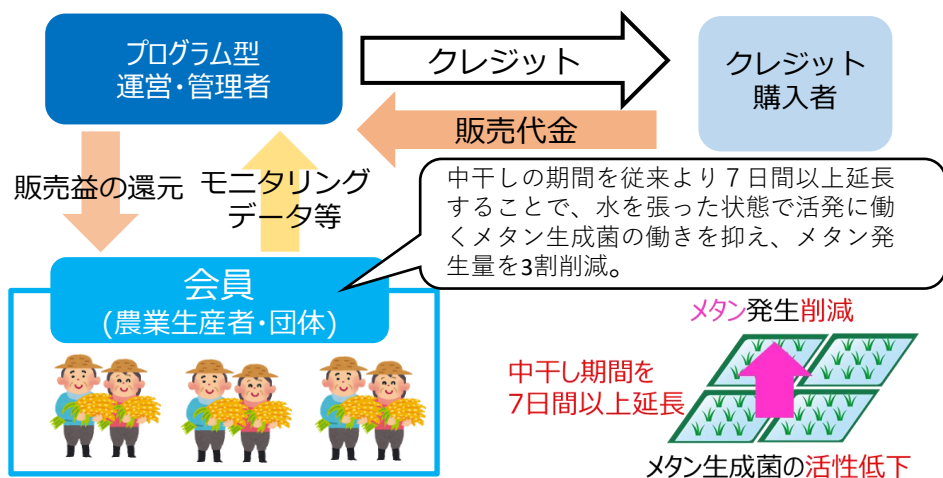 プログラム型
運営・管理者
クレジット
クレジット
購入者
販売代金
販売益の還元
モニタリング
データ等
中干しの期間を従来より７日間以上延長
することで、水を張った状態で活発に働
くメタン生成菌の働きを抑え、メタン発
生量を3割削減。
会員
(農業生産者・団体)
メタン発生削減
中干し期間を
7日間以上延長
メタン生成菌の活性低下